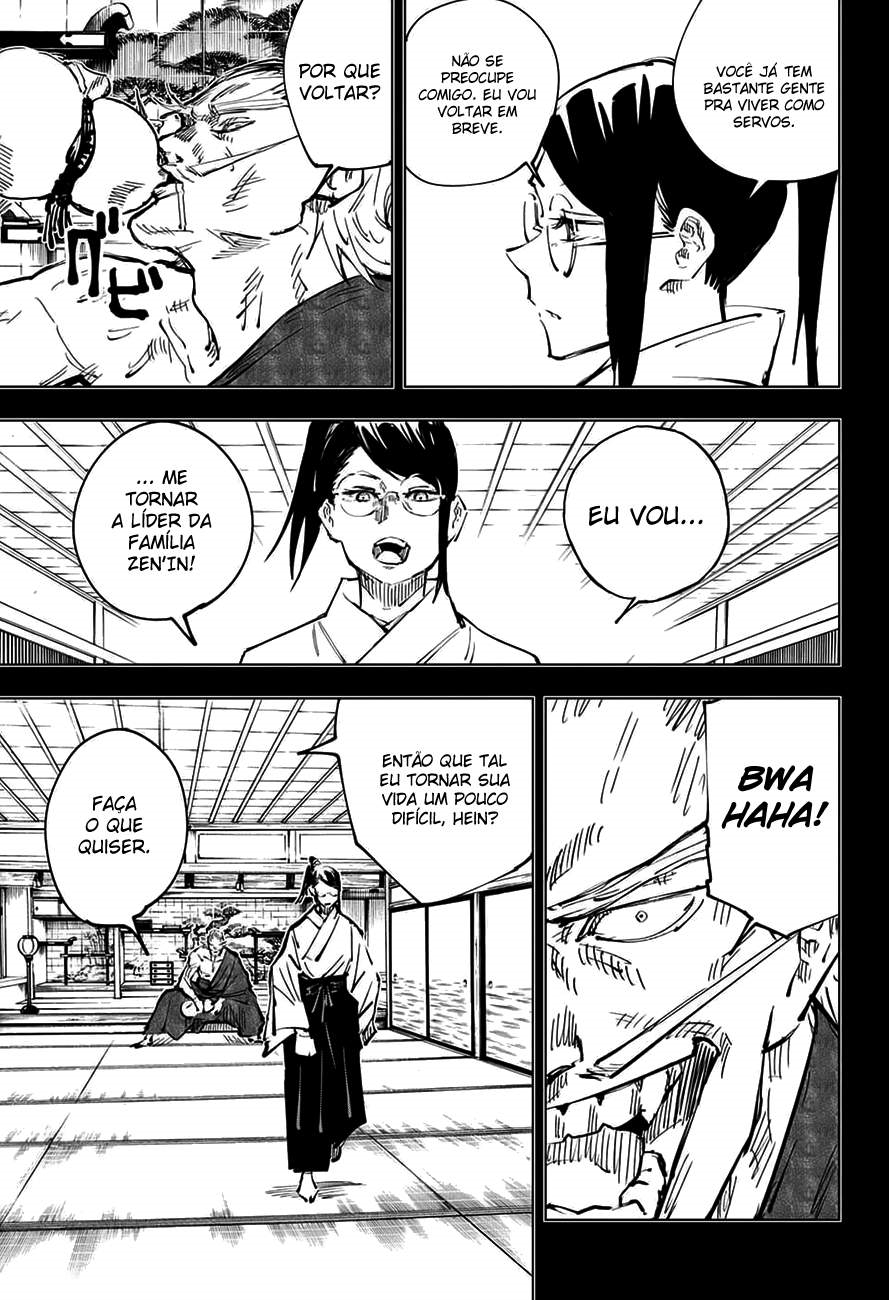 VOCÊ JÁ TEM
BASTANTE GENTE
PRA VIVER COMO
SERVOS.
NÃO SE
PREOCUPE
COMIGO. EU VOU
VOLTAR EM
BREVE.
POR QUE
VOLTAR?
グビ
EU VOU...
... ME
TORNAR
A LÍDER DA
FAMÍLIA
ZEN'IN!
BWA
HAHA!
ENTÃO QUE TAL
EU TORNAR SUA
VIDA UM POUCO
DIFÍCIL, HEIN?
FAÇA
O QUE
QUISER.